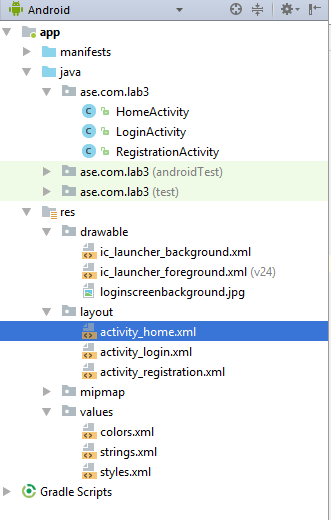 Android
app
manifests
java
ase.com.lab3
HomeActivity
LoginActivity
RegistrationActivity
ase.com.lab3 (androidTest)
ase.com.lab3 (test)
res
drawable
ic_launcher_background.xml
ic_launcher_foreground.xml (v24)
loginscreenbackground.jpg
layout
activity_home.xml
activity_login.xml
activity_registration.xml
mipmap
values
colors.xml
strings.xml
styles.xml
Gradle Scripts